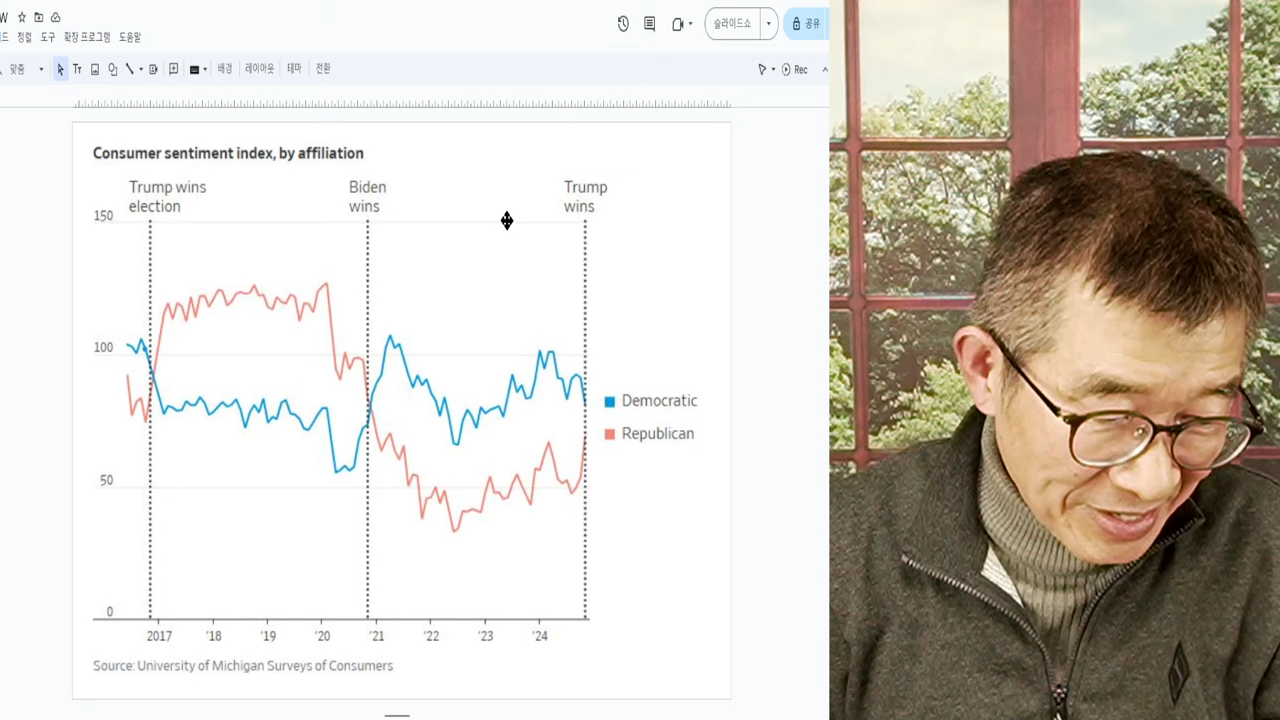 W
드 정렬 도구 확장 프로그램 도움말
슬라이드쇼
공유
맞춤
Tт
배경 레이아웃 테마 전환
Rec
Consumer sentiment index, by affiliation
Trump wins
election
Biden
wins
Trump
wins
150
100
50
0
Democratic
Republican
2017 '18 '19 '20 '21 '22 '23 '24
Source: University of Michigan Surveys of Consumers